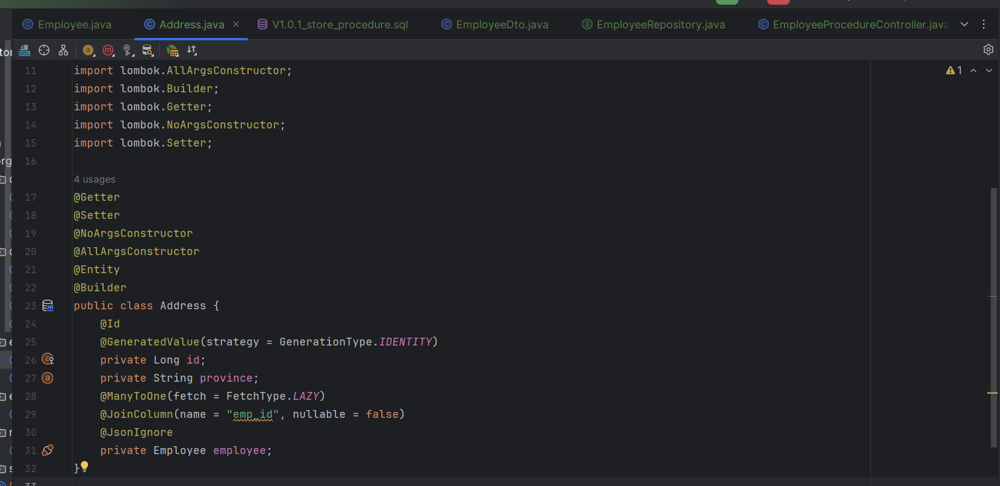 Employee.java Address.java V1.0.1_store_procedure.sql EmployeeDto.java EmployeeRepository.java EmployeeProcedureController.java
DDL a m
11 import lombok.AllArgsConstructor;
1
12 import lombok.Builder;
13 import lombok.Getter;
14 import lombok.NoArgsConstructor;
15 import lombok.Setter;
16
4 usages
17 @Getter
18 @Setter
19 @NoArgsConstructor
20 @AllArgsConstructor
21 @Entity
22 @Builder
23 public class Address {
24 @Id
25 @GeneratedValue(strategy = GenerationType.IDENTITY)
26 private Long id;
27 private String province;
28 @ManyToOne(fetch = FetchType.LAZY)
29 @JoinColumn(name = "emp_id", nullable = false)
30 @JsonIgnore
31 private Employee employee;
32 }
33